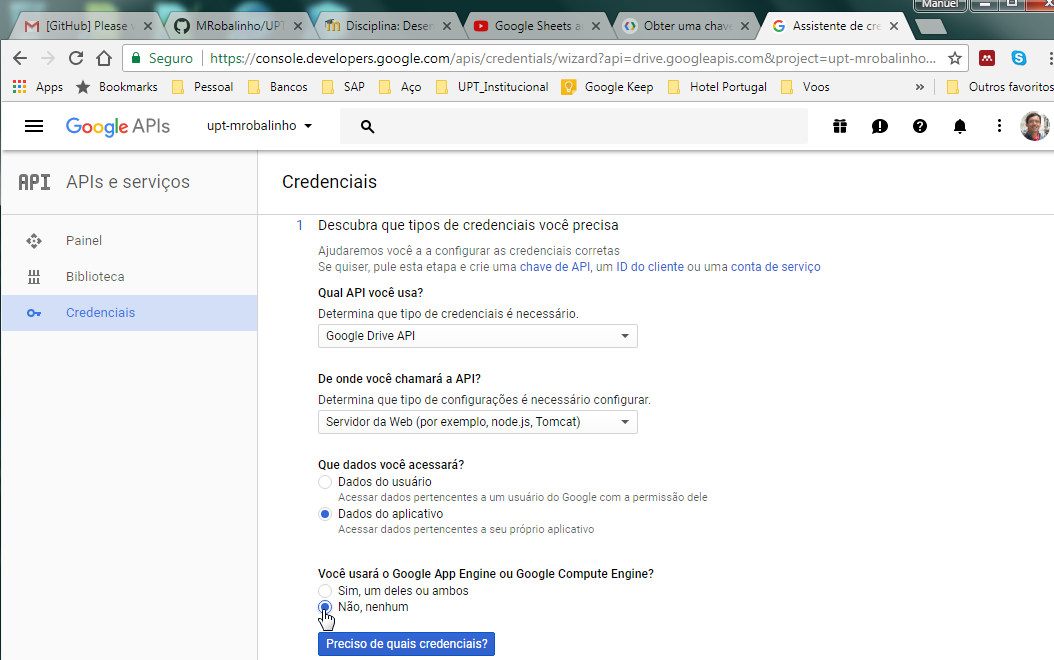 Manuel
[GitHub] Please
MRobalinho/UPT
Disciplina: Desen
Google Sheets a
Obter uma chave
Assistente de cre
Seguro
https://console.developers.google.com/apis/credentials/wizard?api=drive.googleapis.com&project=upt-mrobalinho...
Apps
Bookmarks
Pessoal
Bancos
SAP
Aço
UPT_Institucional
Google Keep
Hotel Portugal
Voos
»
Outros favoritos
Google APIs
upt-mrobalinho
API APIs e serviços
Credenciais
Painel
Biblioteca
Credenciais
1 Descubra que tipos de credenciais você precisa
Ajudaremos você a a configurar as credenciais corretas
Se quiser, pule esta etapa e crie uma chave de API, um ID do cliente ou uma conta de serviço
Qual API você usa?
Determina que tipo de credenciais é necessário.
Google Drive API
De onde você chamará a API?
Determina que tipo de configurações é necessário configurar.
Servidor da Web (por exemplo, node.js, Tomcat)
Que dados você acessará?
Dados do usuário
Acessar dados pertencentes a um usuário do Google com a permissão dele
Dados do aplicativo
Acessar dados pertencentes a seu próprio aplicativo
Você usará o Google App Engine ou Google Compute Engine?
Sim, um deles ou ambos
Não, nenhum
Preciso de quais credenciais?